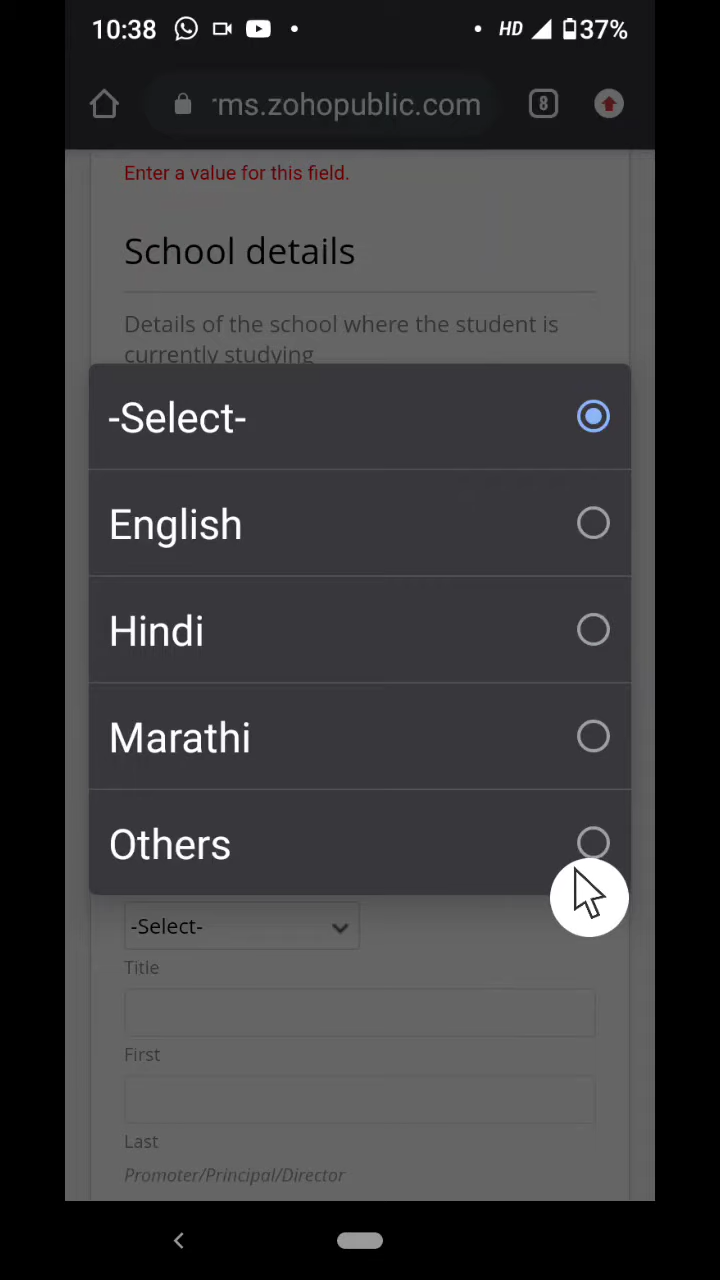 10:38 HD 37%
rms.zohopublic.com 8
Enter a value for this field.
School details
Details of the school where the student is
currently studying
-Select-
English
Hindi
Marathi
Others
-Select-
Title
First
Last
Promoter/Principal/Director